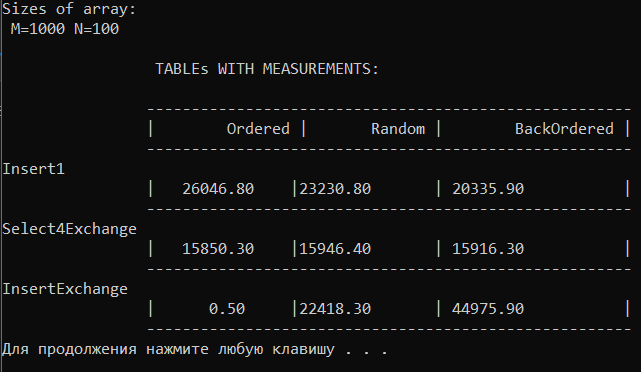 Sizes of array:
M=1000 N=100
TABLEs WITH MEASUREMENTS:
------------------------------------------------------
| Ordered | Random | BackOrdered |
------------------------------------------------------
Insert1
| 26046.80 |23230.80 | 20335.90 |
------------------------------------------------------
Select4Exchange
| 15850.30 |15946.40 | 15916.30 |
------------------------------------------------------
InsertExchange
| 0.50 |22418.30 | 44975.90 |
------------------------------------------------------
Для продолжения нажмите любую клавишу . . .